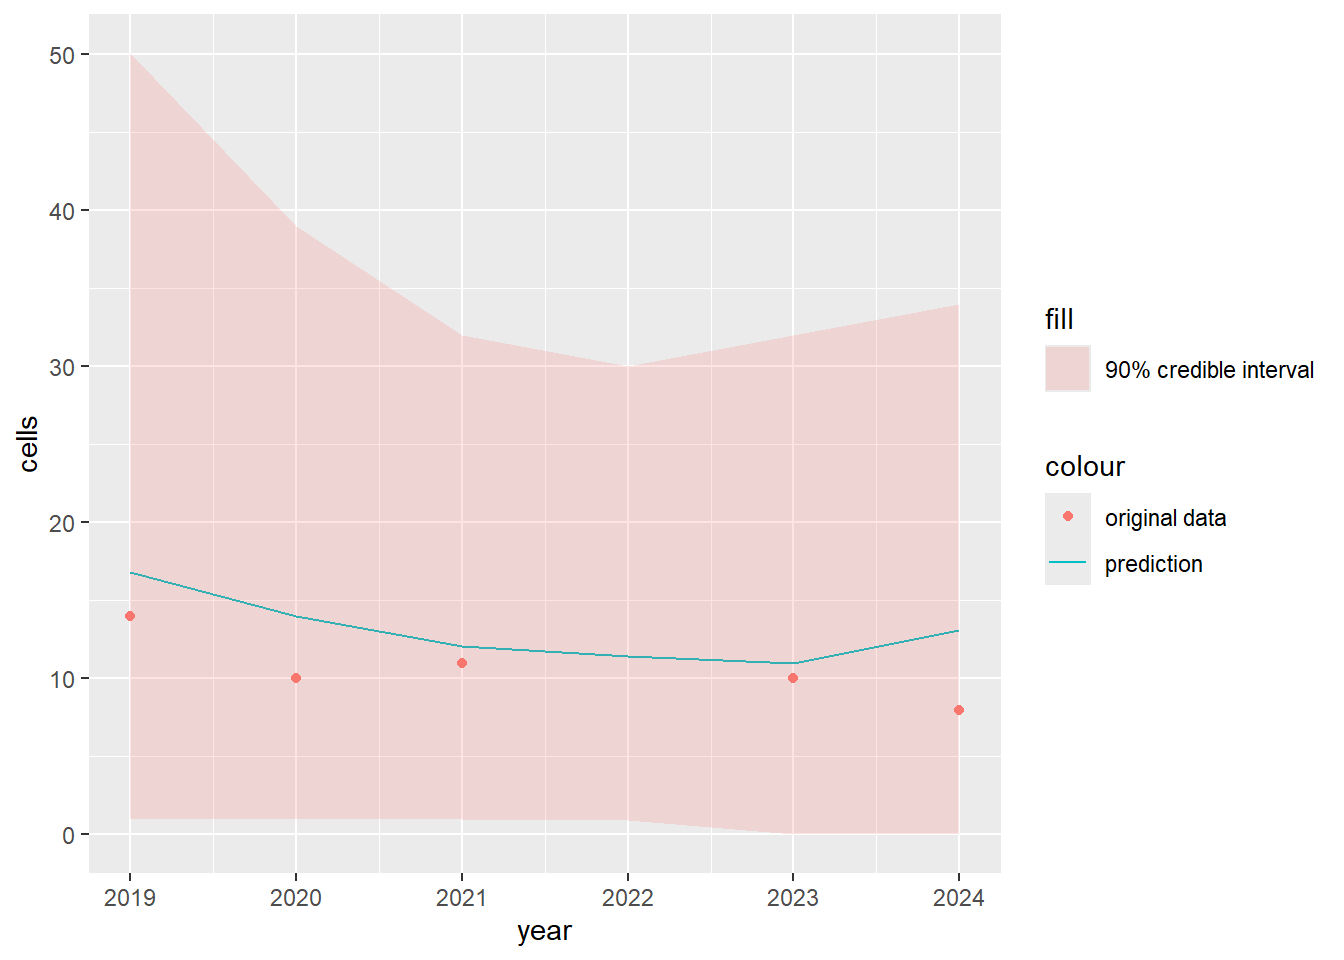 50
40
30
20
10
0
cells
2019 2020 2021 2022 2023 2024
year
fill
90% credible interval
colour
original data
prediction